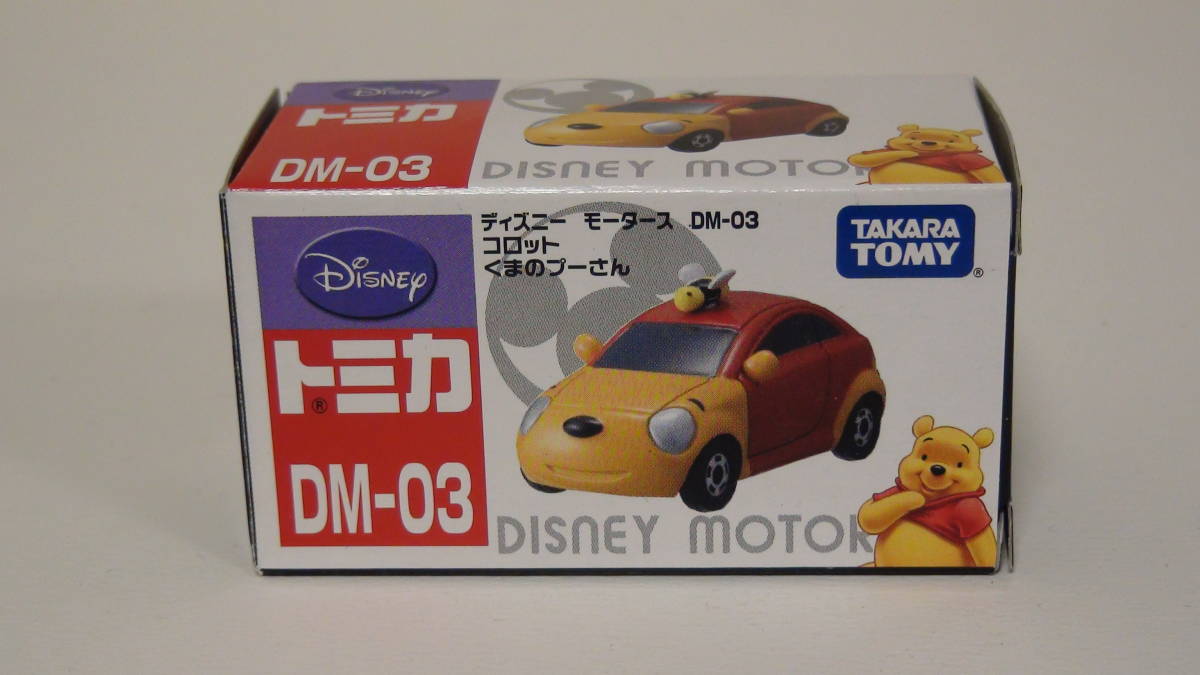 Disney
トミカ
DM-03
DISNEY MOTOR
ディズニー モータース DM-03
コロット
くまのプーさん
TAKARA
TOMY®
Disney
トミカ®
DM-03
DISNEY MOTOR